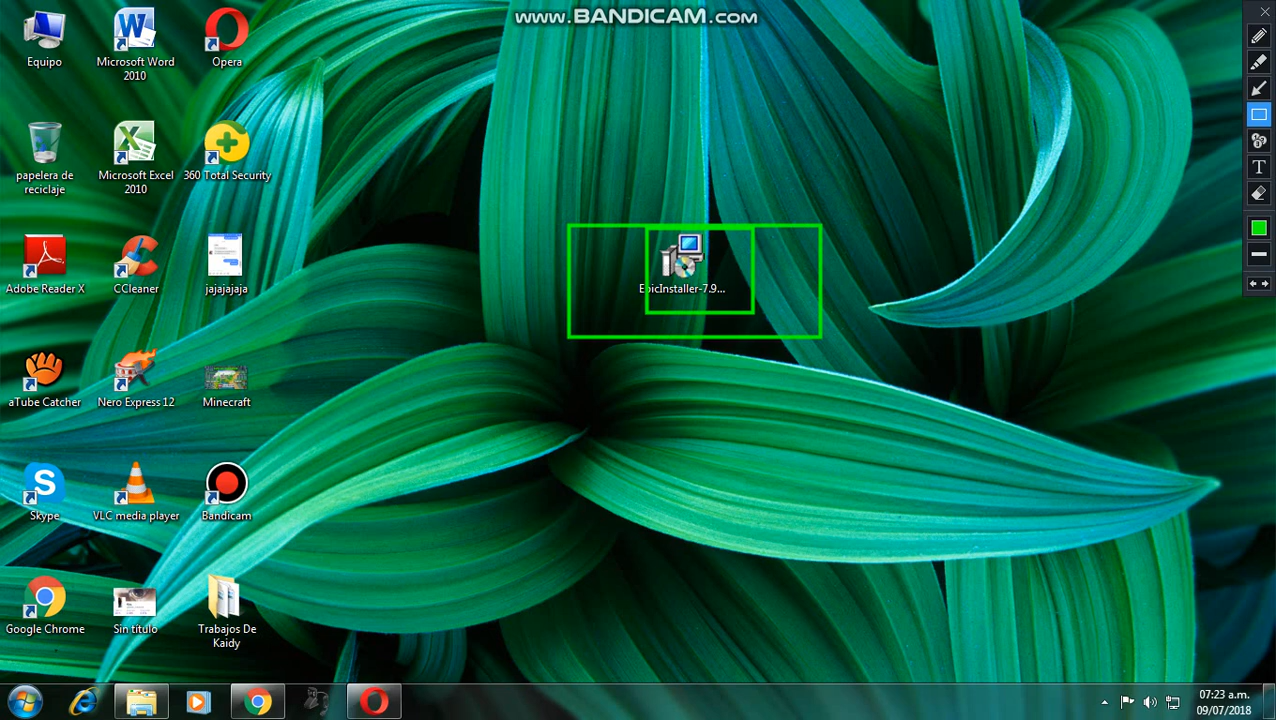 www.BANDICAM.com
Equipo
Microsoft Word
2010
Opera
papelera de
reciclaje
Microsoft Excel
2010
360 Total Security
Adobe Reader X
CCleaner
jajajajaja
EpicInstaller-7.9...
aTube Catcher
Nero Express 12
Minecraft
Skype
VLC media player
Bandicam
Google Chrome
Sin título
Trabajos De
Kaidy
07:23 a.m.
09/07/2018